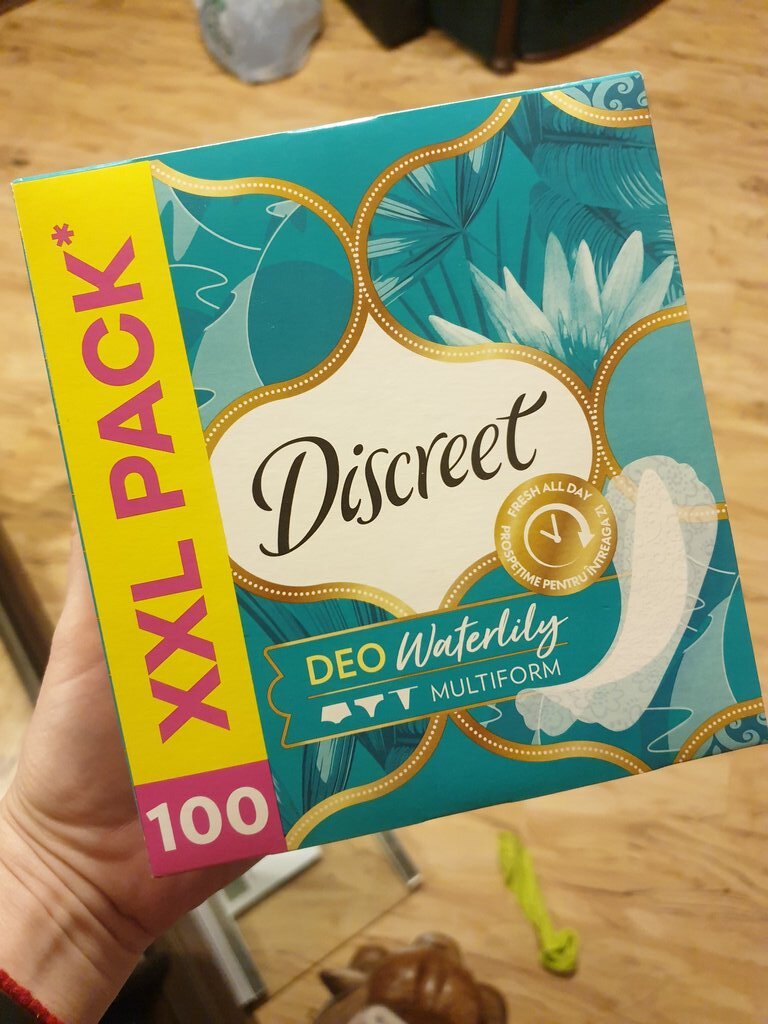 XXL PACK*
100
Discreet
FRESH ALL DAY
PROSPEȚIME PENTRU ÎNTREAGA ZI
DEO Waterlily
MULTIFORM